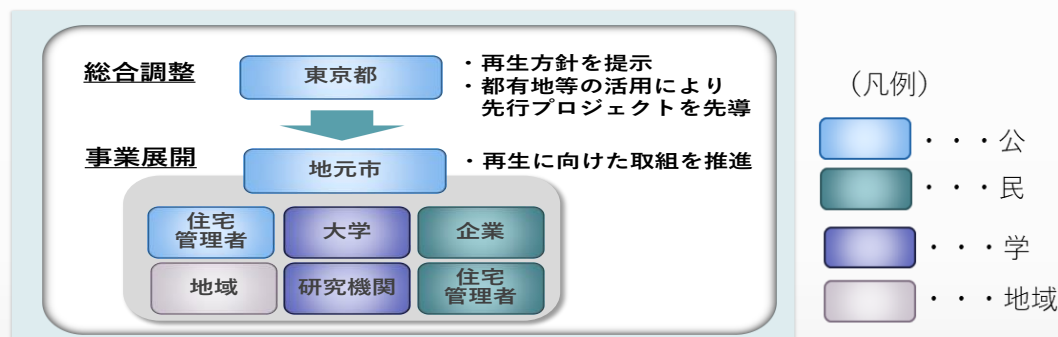 総合調整
東京都
・再生方針を提示
・都有地等の活用により
先行プロジェクトを先導
事業展開
地元市
・再生に向けた取組を推進
住宅
管理者
大学
企業
地域
研究機関
住宅
管理者
（凡例）
・・・公
・・・民
・・・学
・・・地域